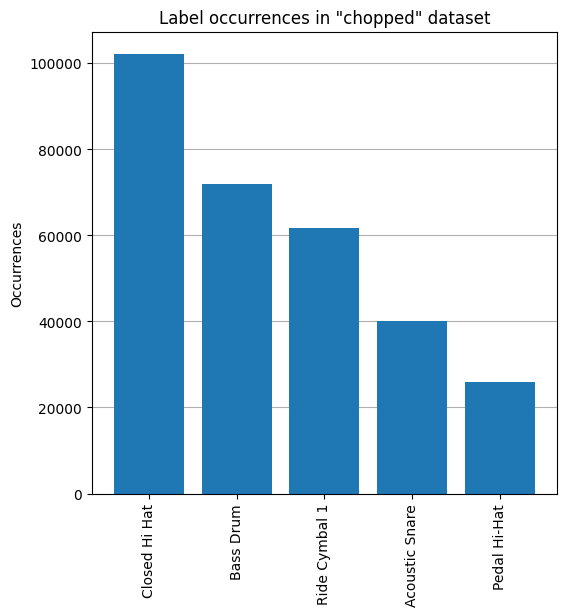 Label occurrences in "chopped" dataset
100000
80000
60000
40000
20000
0
Occurrences
Closed Hi Hat
Bass Drum
Ride Cymbal 1
Acoustic Snare
Pedal Hi-Hat